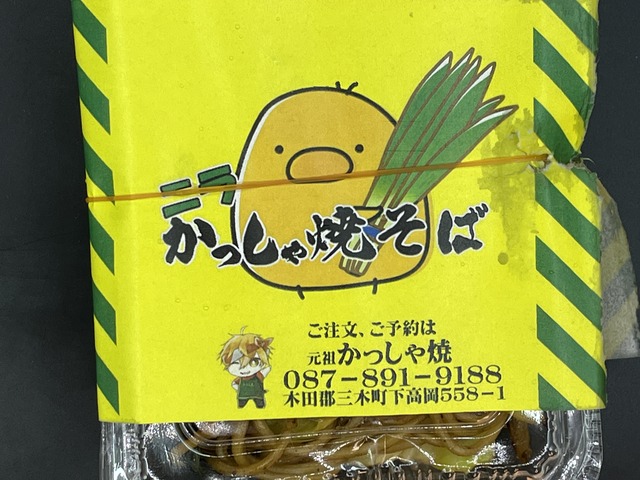 ニラ
かっしゃ焼そば
ご注文、ご予約は
元祖かっしゃ焼
087-891-9188
木田郡三木町下高岡558-1